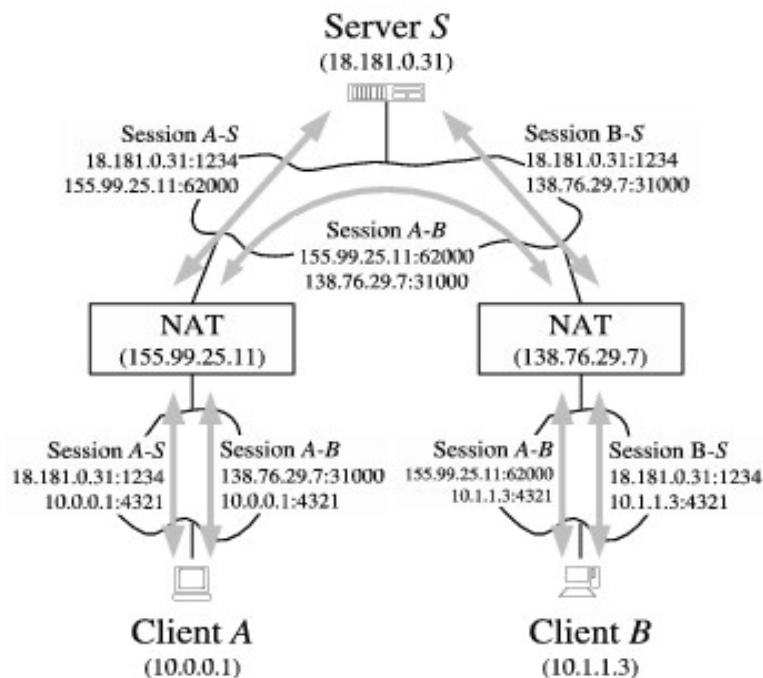 Server S
(18.181.0.31)
Session A-S
18.181.0.31:1234
155.99.25.11:62000
Session B-S
18.181.0.31:1234
138.76.29.7:31000
Session A-B
155.99.25.11:62000
138.76.29.7:31000
NAT
(155.99.25.11)
NAT
(138.76.29.7)
Session A-S
18.181.0.31:1234
10.0.0.1:4321
Session A-B
138.76.29.7:31000
10.0.0.1:4321
Session A-B
155.99.25.11:62000
10.1.1.3:4321
Session B-S
18.181.0.31:1234
10.1.1.3:4321
Client A
(10.0.0.1)
Client B
(10.1.1.3)